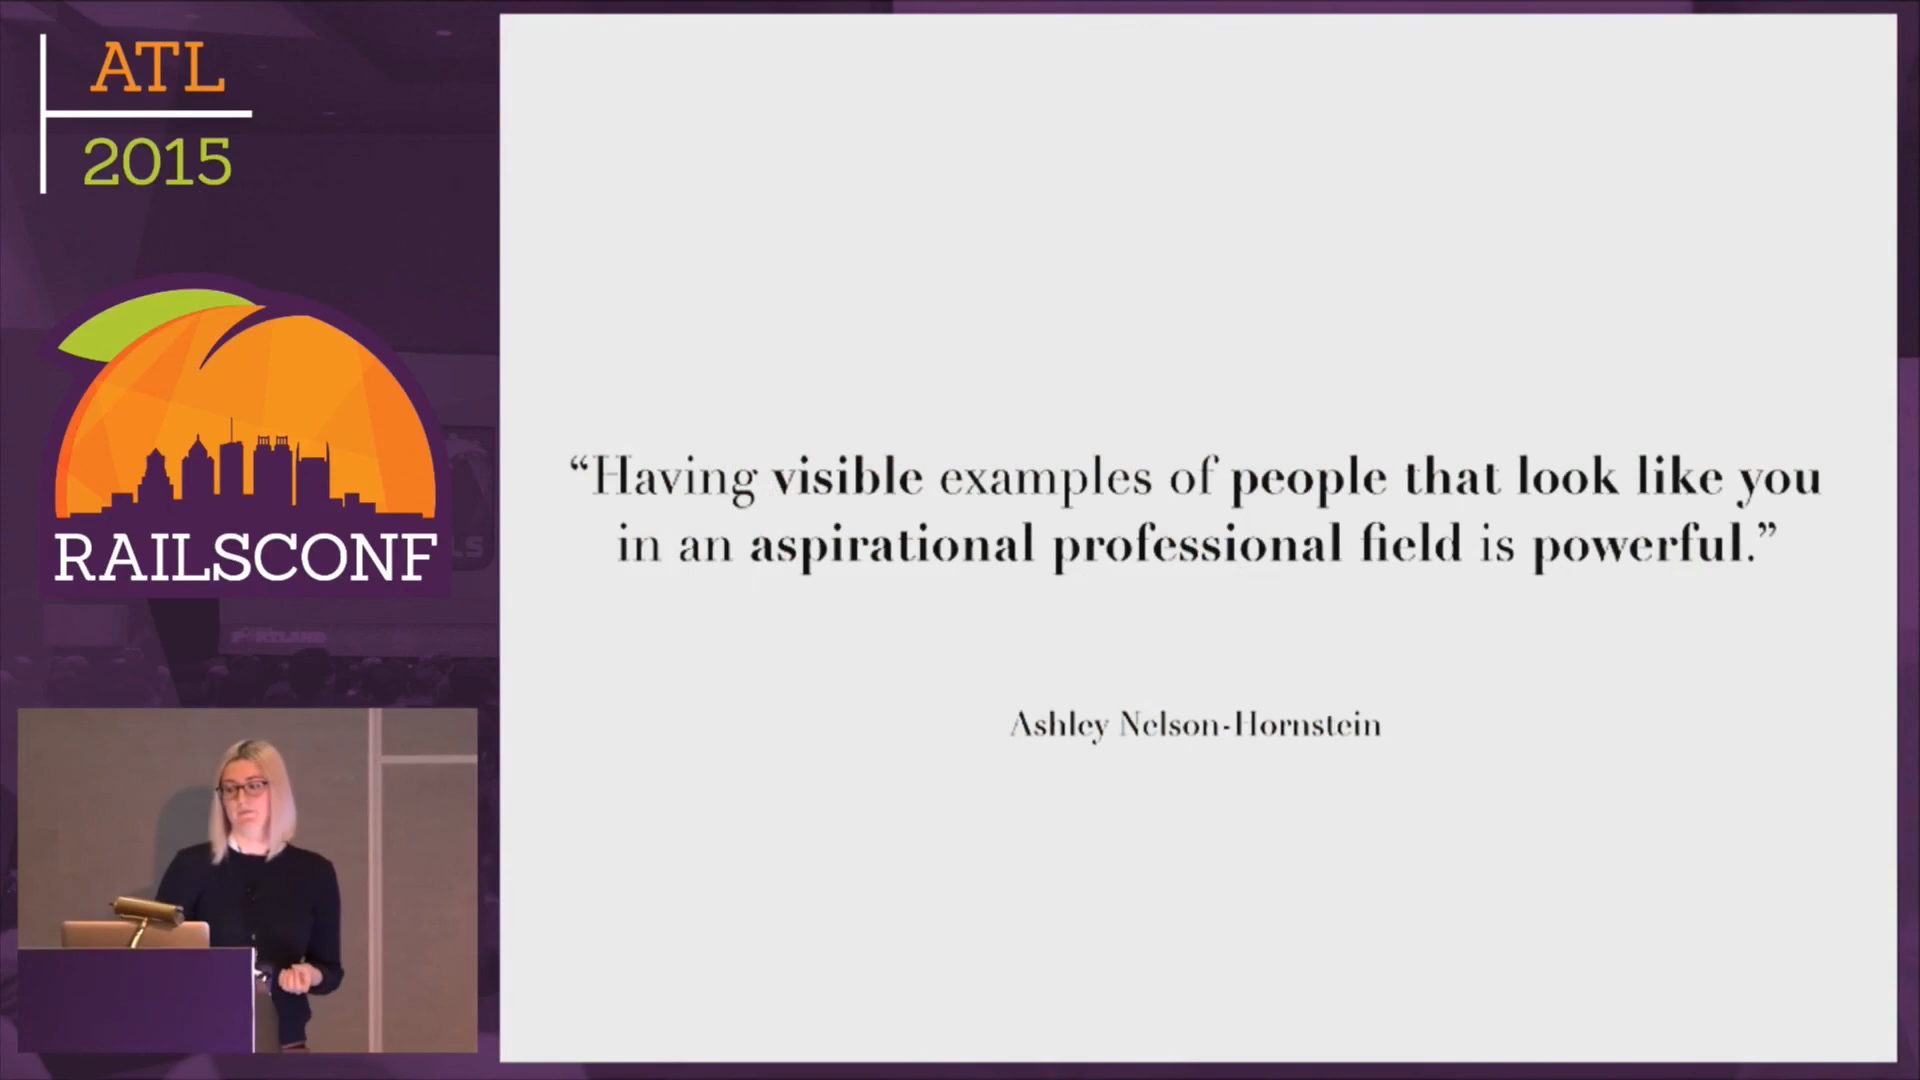 ATL
2015
RAILSCONF
PORTLAND
“Having visible examples of people that look like you
in an aspirational professional field is powerful.”
Ashley Nelson-Hornstein